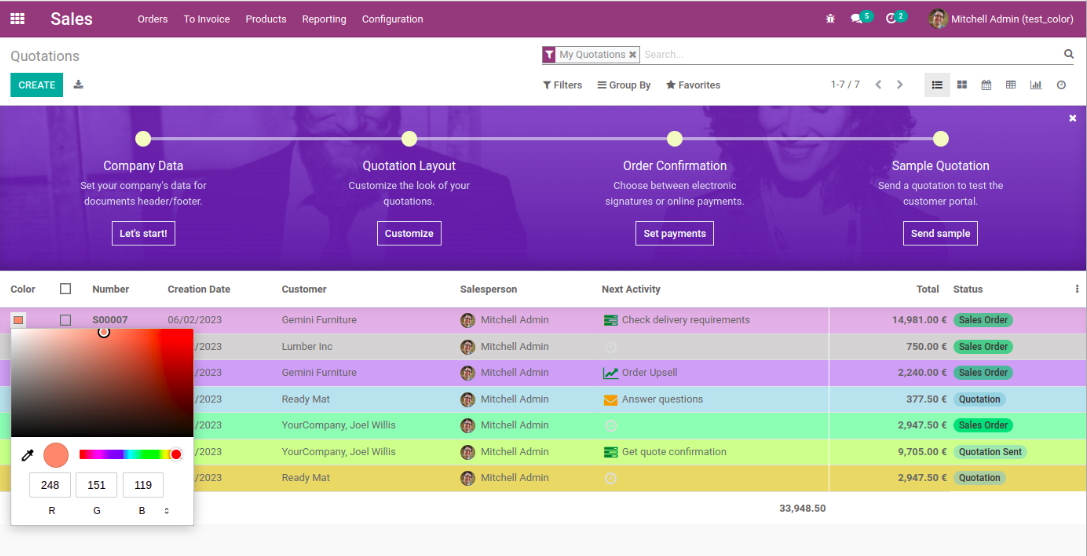 Sales Orders To Invoice Products Reporting Configuration 5 2 Mitchell Admin (test_color)
Quotations My Quotations Search...
CREATE Filters Group By Favorites 1-7 / 7
Company Data Quotation Layout Order Confirmation Sample Quotation
Set your company's data for Customize the look of your Choose between electronic Send a quotation to test the
documents header/footer. quotations. signatures or online payments. customer portal.
Let's start! Customize Set payments Send sample
Color Number Creation Date Customer Salesperson Next Activity Total Status
S00007 06/02/2023 Gemini Furniture Mitchell Admin Check delivery requirements 14,981.00 € Sales Order
/2023 Lumber Inc Mitchell Admin 750.00 € Sales Order
/2023 Gemini Furniture Mitchell Admin Order Upsell 2,240.00 € Sales Order
/2023 Ready Mat Mitchell Admin Answer questions 377.50 € Quotation
/2023 YourCompany, Joel Willis Mitchell Admin 2,947.50 € Sales Order
/2023 YourCompany, Joel Willis Mitchell Admin Get quote confirmation 9,705.00 € Quotation Sent
/2023 Ready Mat Mitchell Admin 2,947.50 € Quotation
248 151 119
R G B
33,948.50